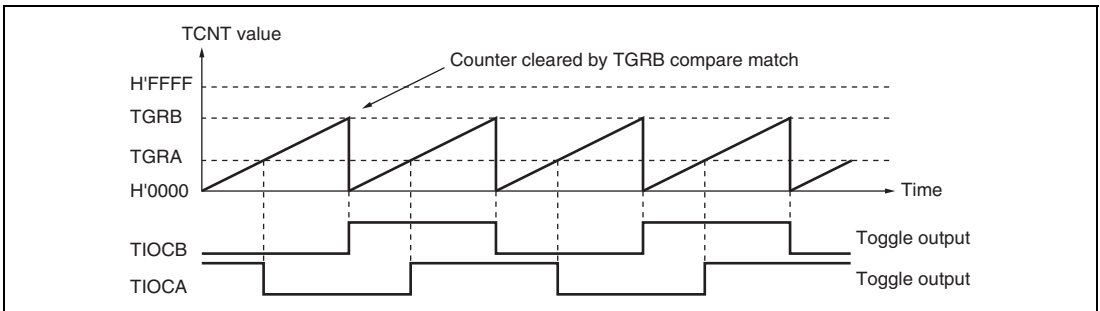 TCNT value
Counter cleared by TGRB compare match
H'FFFF
TGRB
TGRA
H'0000
Time
TIOCB
Toggle output
TIOCA
Toggle output